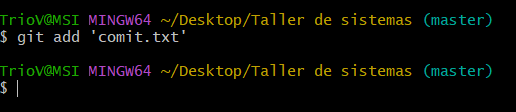 TrioV@MSI MINGW64 ~/Desktop/Taller de sistemas (master)
$ git add 'comit.txt'
TrioV@MSI MINGW64 ~/Desktop/Taller de sistemas (master)
$